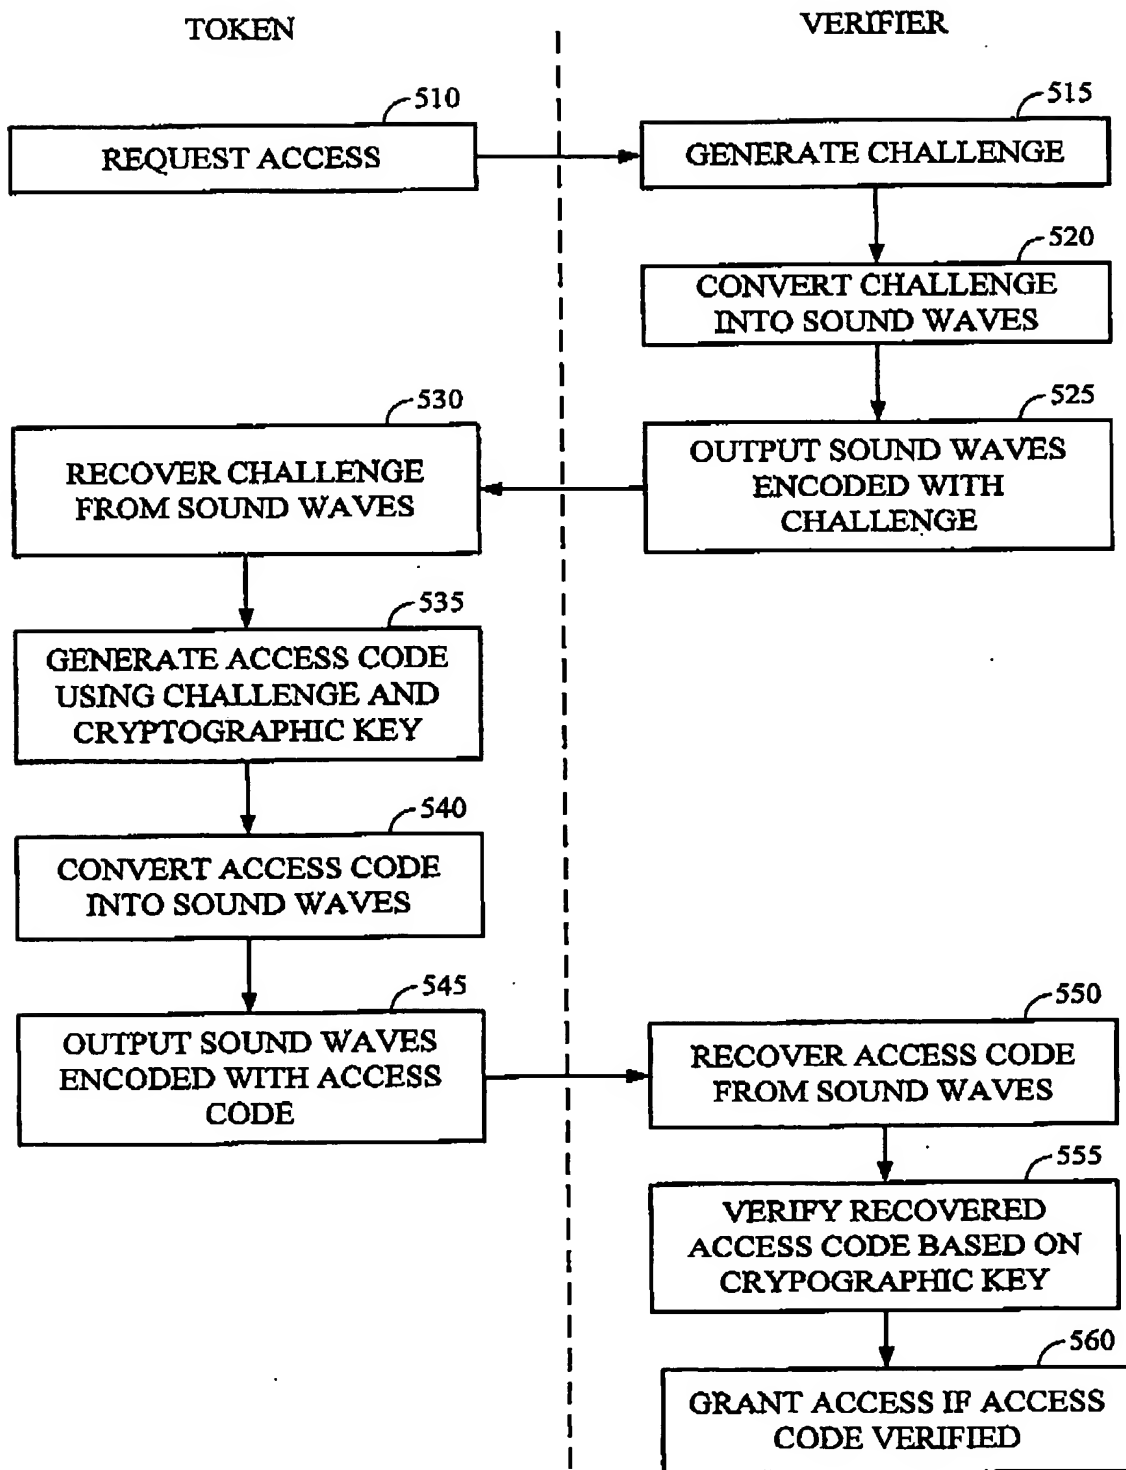 TOKEN
VERIFIER
510
REQUEST ACCESS
515
GENERATE CHALLENGE
520
CONVERT CHALLENGE
INTO SOUND WAVES
525
OUTPUT SOUND WAVES
ENCODED WITH
CHALLENGE
530
RECOVER CHALLENGE
FROM SOUND WAVES
535
GENERATE ACCESS CODE
USING CHALLENGE AND
CRYPTOGRAPHIC KEY
540
CONVERT ACCESS CODE
INTO SOUND WAVES
545
OUTPUT SOUND WAVES
ENCODED WITH ACCESS
CODE
550
RECOVER ACCESS CODE
FROM SOUND WAVES
555
VERIFY RECOVERED
ACCESS CODE BASED ON
CRYPOGRAPHIC KEY
560
GRANT ACCESS IF ACCESS
CODE VERIFIED